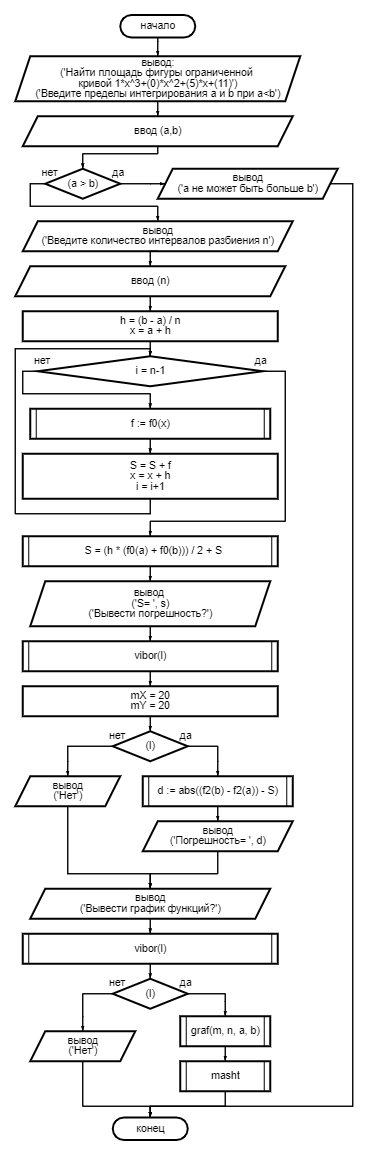 начало
вывод:
('Найти площадь фигуры ограниченной
кривой 1*x^3+(0)*x^2+(5)*x+(11)')
('Введите пределы интегрирования a и b при a<b')
ввод (a,b)
нет
да
(a > b)
вывод
('a не может быть больше b')
вывод
('Введите количество интервалов разбиения n')
ввод (n)
h = (b - a) / n
x = a + h
нет
да
i = n-1
f := f0(x)
S = S + f
x = x + h
i = i+1
S = (h * (f0(a) + f0(b))) / 2 + S
вывод
('S= ', s)
('Вывести погрешность?')
vibor(l)
mX = 20
mY = 20
нет
да
(l)
вывод
('Нет')
d := abs((f2(b) - f2(a)) - S)
вывод
('Погрешность= ', d)
вывод
('Вывести график функций?')
vibor(l)
нет
да
(l)
вывод
('Нет')
graf(m, n, a, b)
masht
конец